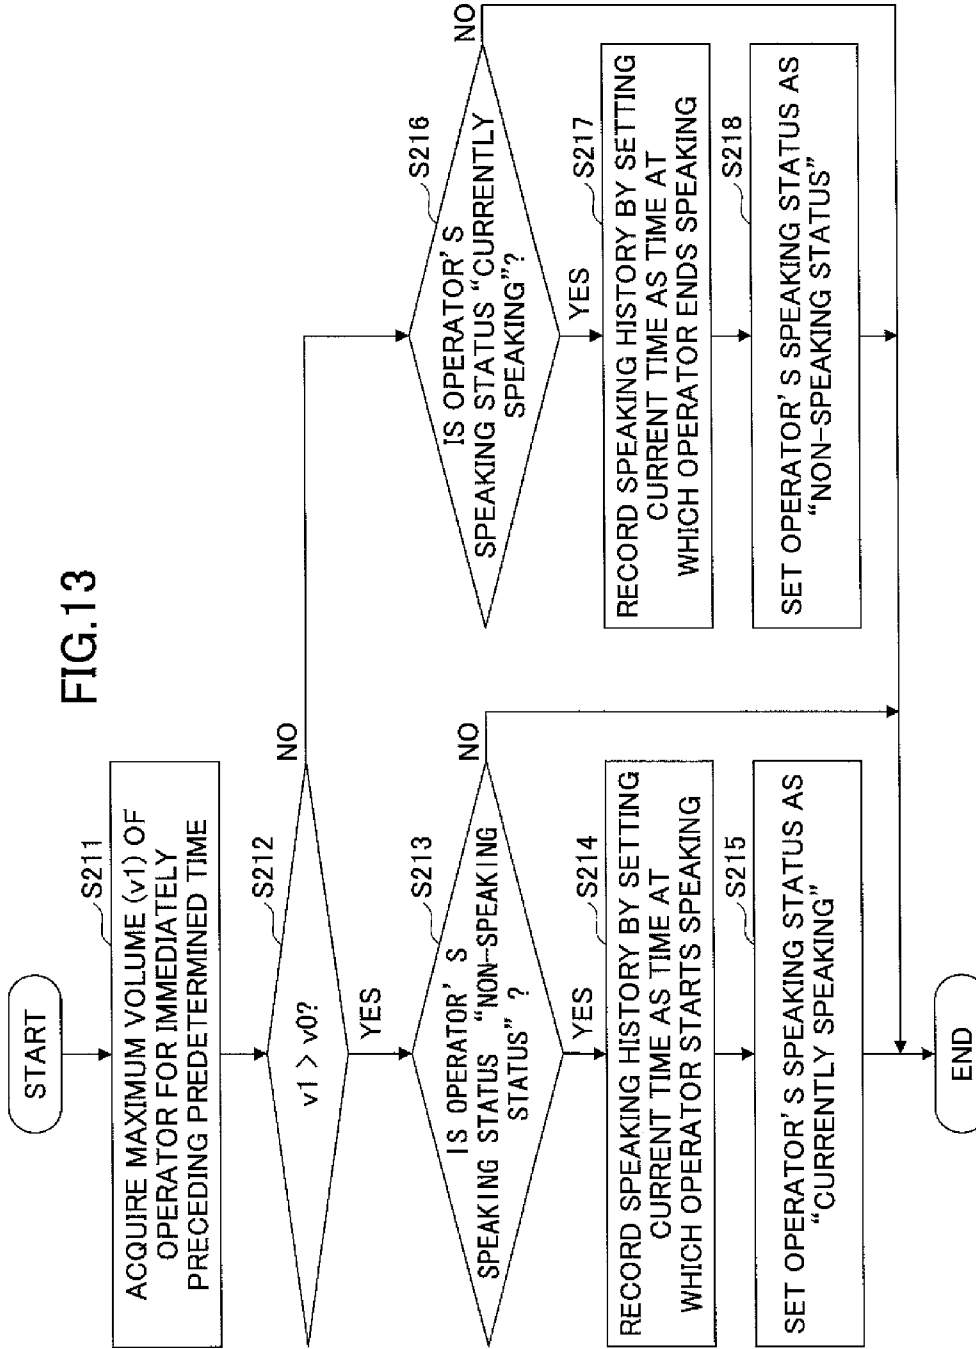 FIG.13
START
S211
ACQUIRE MAXIMUM VOLUME (v1) OF
OPERATOR FOR IMMEDIATELY
PRECEDING PREDETERMINED TIME
S212
v1 > v0?
NO
YES
S213
IS OPERATOR'S
SPEAKING STATUS "NON-SPEAKING
STATUS" ?
NO
YES
S214
RECORD SPEAKING HISTORY BY SETTING
CURRENT TIME AS TIME AT
WHICH OPERATOR STARTS SPEAKING
S215
SET OPERATOR'S SPEAKING STATUS AS
"CURRENTLY SPEAKING"
S216
IS OPERATOR'S
SPEAKING STATUS "CURRENTLY
SPEAKING"?
NO
YES
S217
RECORD SPEAKING HISTORY BY SETTING
CURRENT TIME AS TIME AT
WHICH OPERATOR ENDS SPEAKING
S218
SET OPERATOR'S SPEAKING STATUS AS
"NON-SPEAKING STATUS"
END